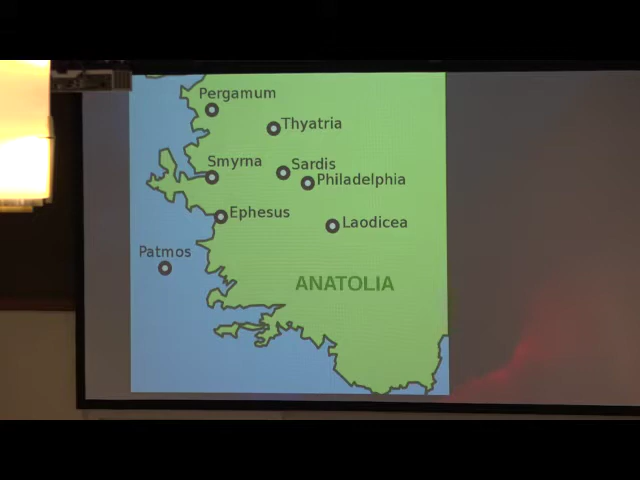 Pergamum
Thyatria
Smyrna
Sardis
Philadelphia
Ephesus
Laodicea
Patmos
ANATOLIA